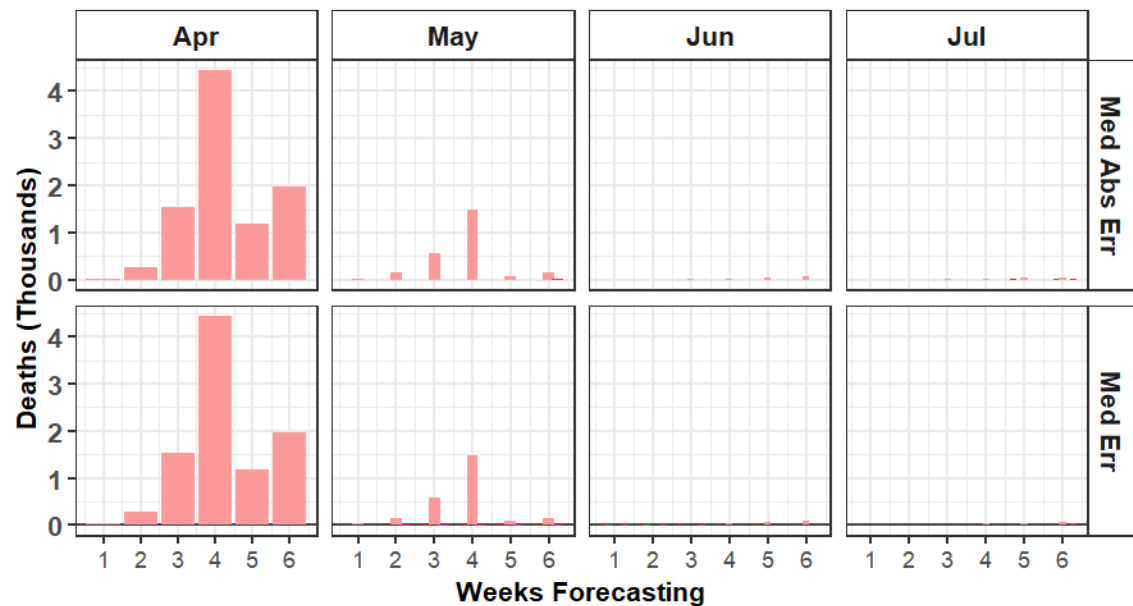 Apr May Jun Jul
4
3
2
1
0
Med Abs Err
4
3
2
1
0
Med Err
Deaths (Thousands)
1 2 3 4 5 6 1 2 3 4 5 6 1 2 3 4 5 6 1 2 3 4 5 6
Weeks Forecasting